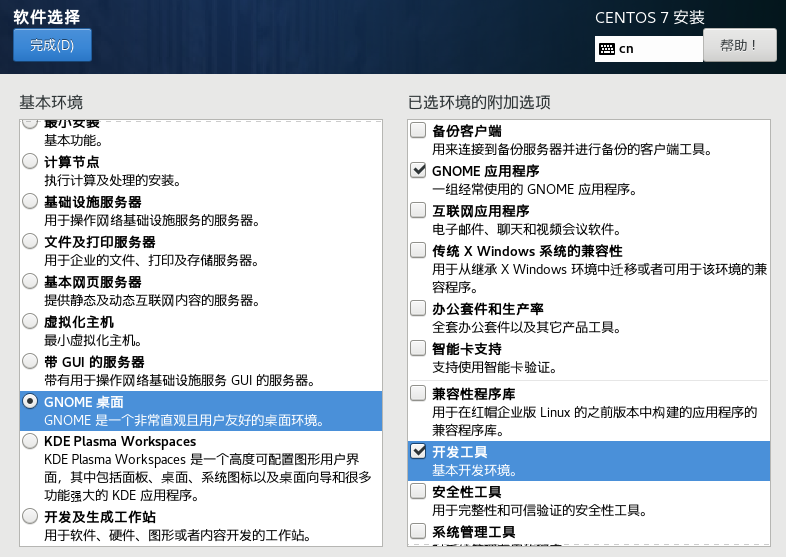 软件选择
CENTOS 7 安装
完成(D)
cn
帮助！
基本环境
最小安装
基本功能。
计算节点
执行计算及处理的安装。
基础设施服务器
用于操作网络基础设施服务的服务器。
文件及打印服务器
用于企业的文件、打印及存储服务器。
基本网页服务器
提供静态及动态互联网内容的服务器。
虚拟化主机
最小虚拟化主机。
带 GUI 的服务器
带有用于操作网络基础设施服务 GUI 的服务器。
GNOME 桌面
GNOME 是一个非常直观且用户友好的桌面环境。
KDE Plasma Workspaces
KDE Plasma Workspaces 是一个高度可配置图形用户界
面，其中包括面板、桌面、系统图标以及桌面向导和很多
功能强大的 KDE 应用程序。
开发及生成工作站
用于软件、硬件、图形或者内容开发的工作站。
已选环境的附加选项
备份客户端
用来连接到备份服务器并进行备份的客户端工具。
GNOME 应用程序
一组经常使用的 GNOME 应用程序。
互联网应用程序
电子邮件、聊天和视频会议软件。
传统 X Windows 系统的兼容性
用于从继承 X Windows 环境中迁移或者可用于该环境的兼
容程序。
办公套件和生产率
全套办公套件以及其它产品工具。
智能卡支持
支持使用智能卡验证。
兼容性程序库
用于在红帽企业版 Linux 的之前版本中构建的应用程序的
兼容程序库。
开发工具
基本开发环境。
安全性工具
用于完整性和可信验证的安全性工具。
系统管理工具